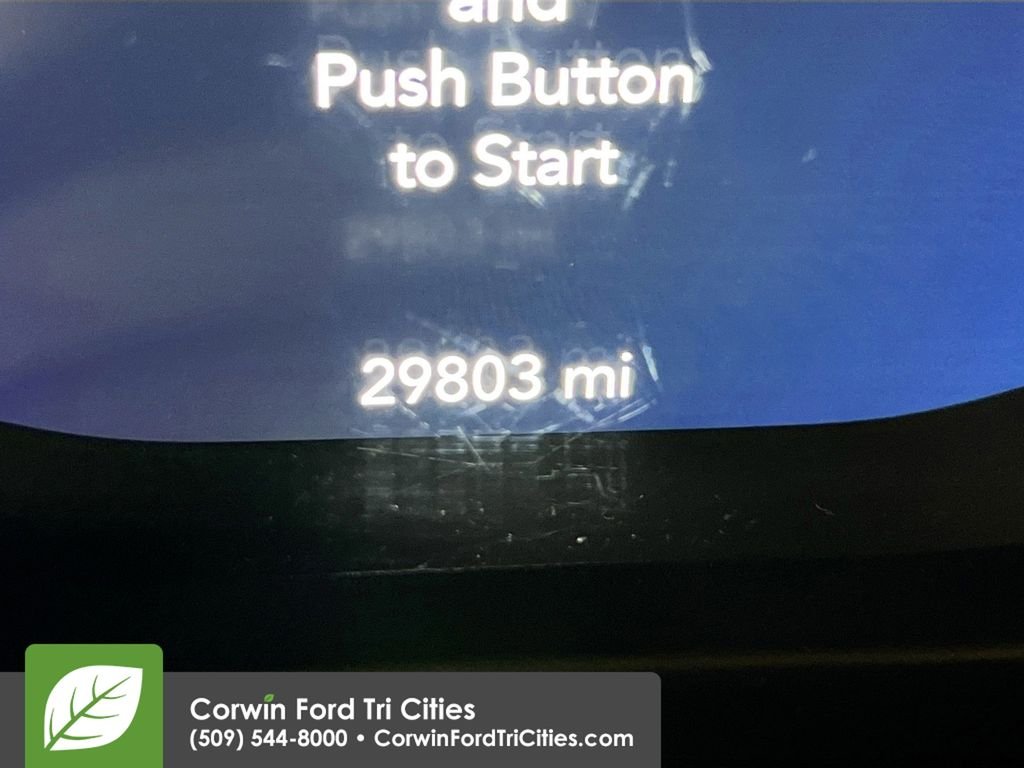 and
Push Button
to Start
29803 mi
Corwin Ford Tri Cities
(509) 544-8000 • CorwinFordTriCities.com